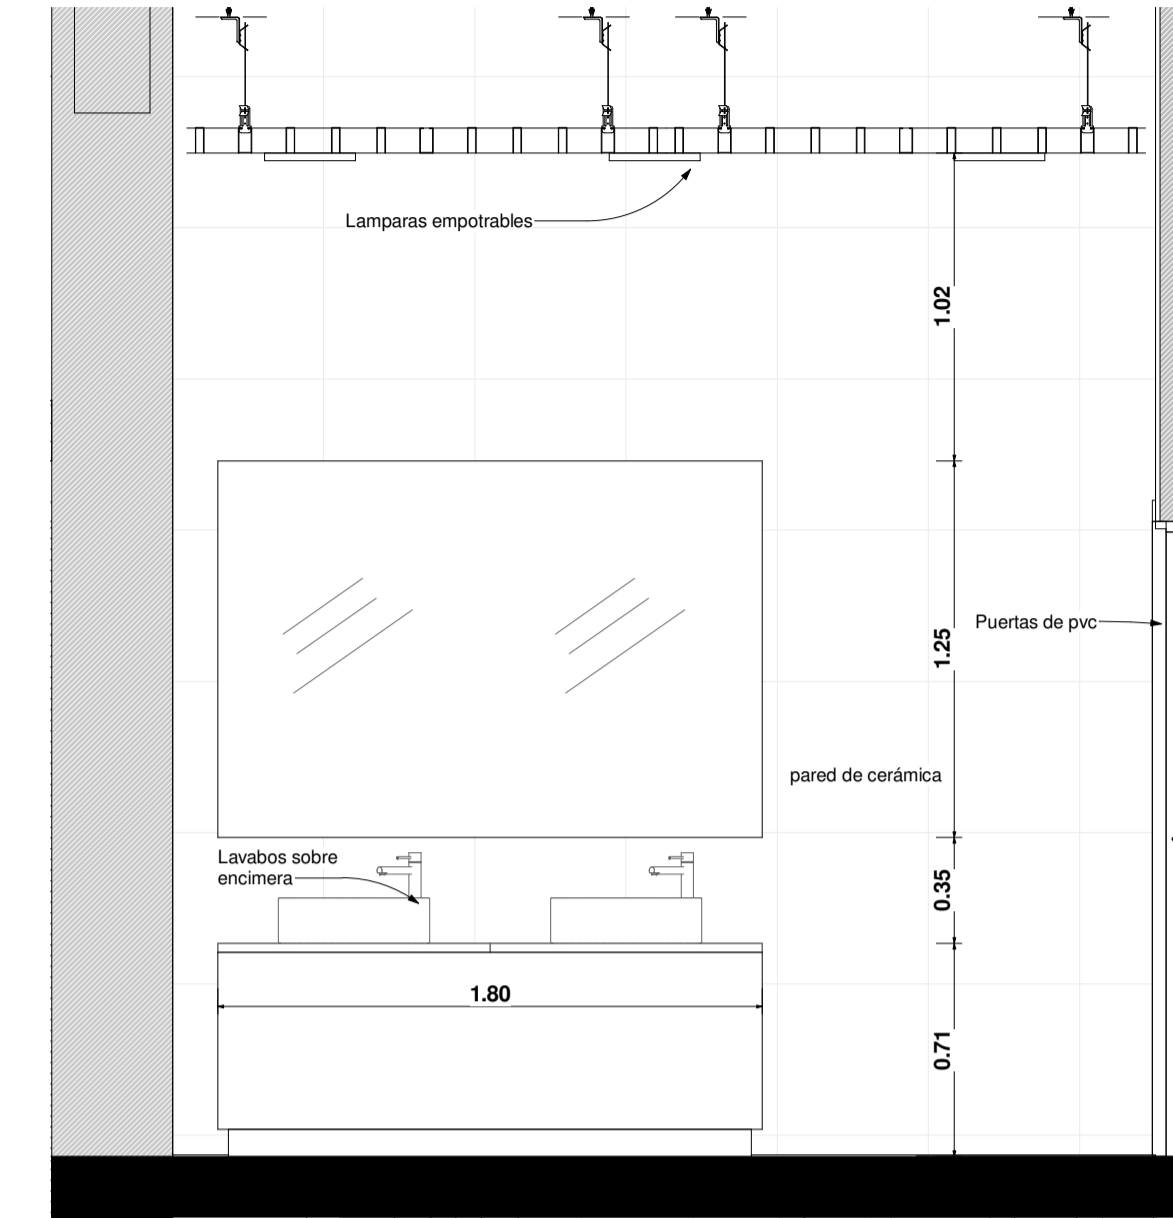 Lamparas empotrables
1.02
1.25
Puertas de pvc
pared de cerámica
Lavabos sobre
encimera
0.35
1.80
0.71